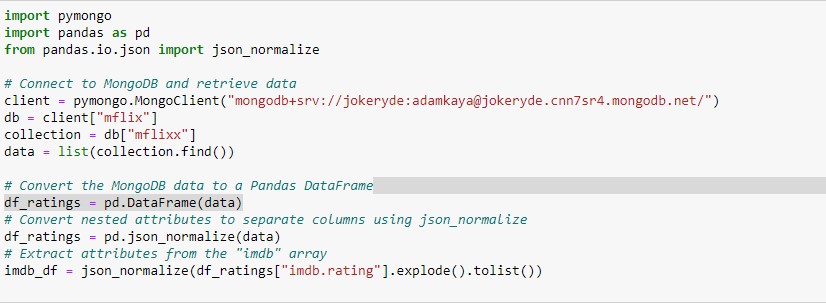 import pymongo
import pandas as pd
from pandas.io.json import json_normalize
# Connect to MongoDB and retrieve data
client = pymongo.MongoClient("mongodb+srv://jokeryde:adamkaya@jokeryde.cnn7sr4.mongodb.net/")
db = client["mflix"]
collection = db["mflixx"]
data = list(collection.find())
# Convert the MongoDB data to a Pandas DataFrame
df_ratings = pd.DataFrame(data)
# Convert nested attributes to separate columns using json_normalize
df_ratings = pd.json_normalize(data)
# Extract attributes from the "imdb" array
imdb_df = json_normalize(df_ratings["imdb.rating"].explode().tolist())